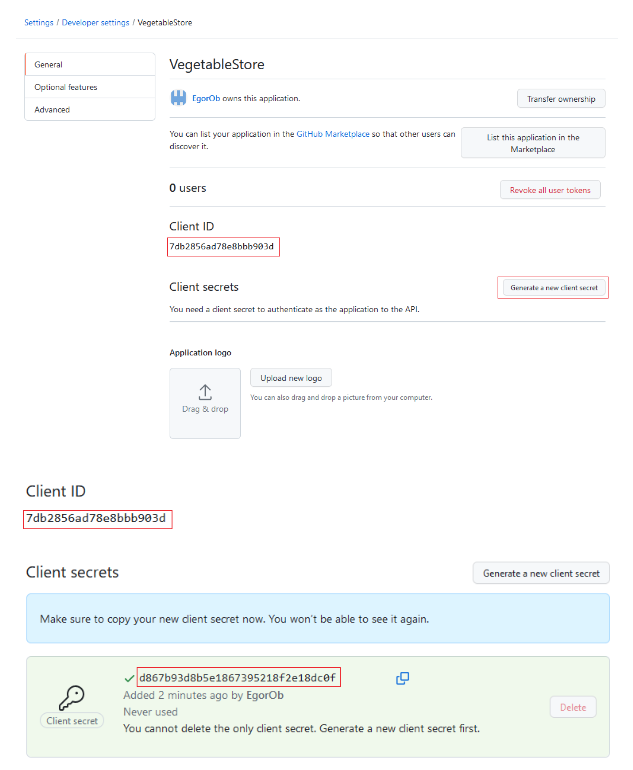 Settings / Developer settings / VegetableStore
General
Optional features
Advanced
VegetableStore
EgorOb owns this application.
Transfer ownership
You can list your application in the GitHub Marketplace so that other users can
discover it.
List this application in the
Marketplace
0 users
Revoke all user tokens
Client ID
7db2856ad78e8bbb903d
Client secrets
Generate a new client secret
You need a client secret to authenticate as the application to the API.
Application logo
Drag & drop
Upload new logo
You can also drag and drop a picture from your computer.
Client ID
7db2856ad78e8bbb903d
Client secrets
Generate a new client secret
Make sure to copy your new client secret now. You won't be able to see it again.
d867b93d8b5e1867395218f2e18dc0f
Added 2 minutes ago by EgorOb
Never used
You cannot delete the only client secret. Generate a new client secret first.
Client secret
Delete